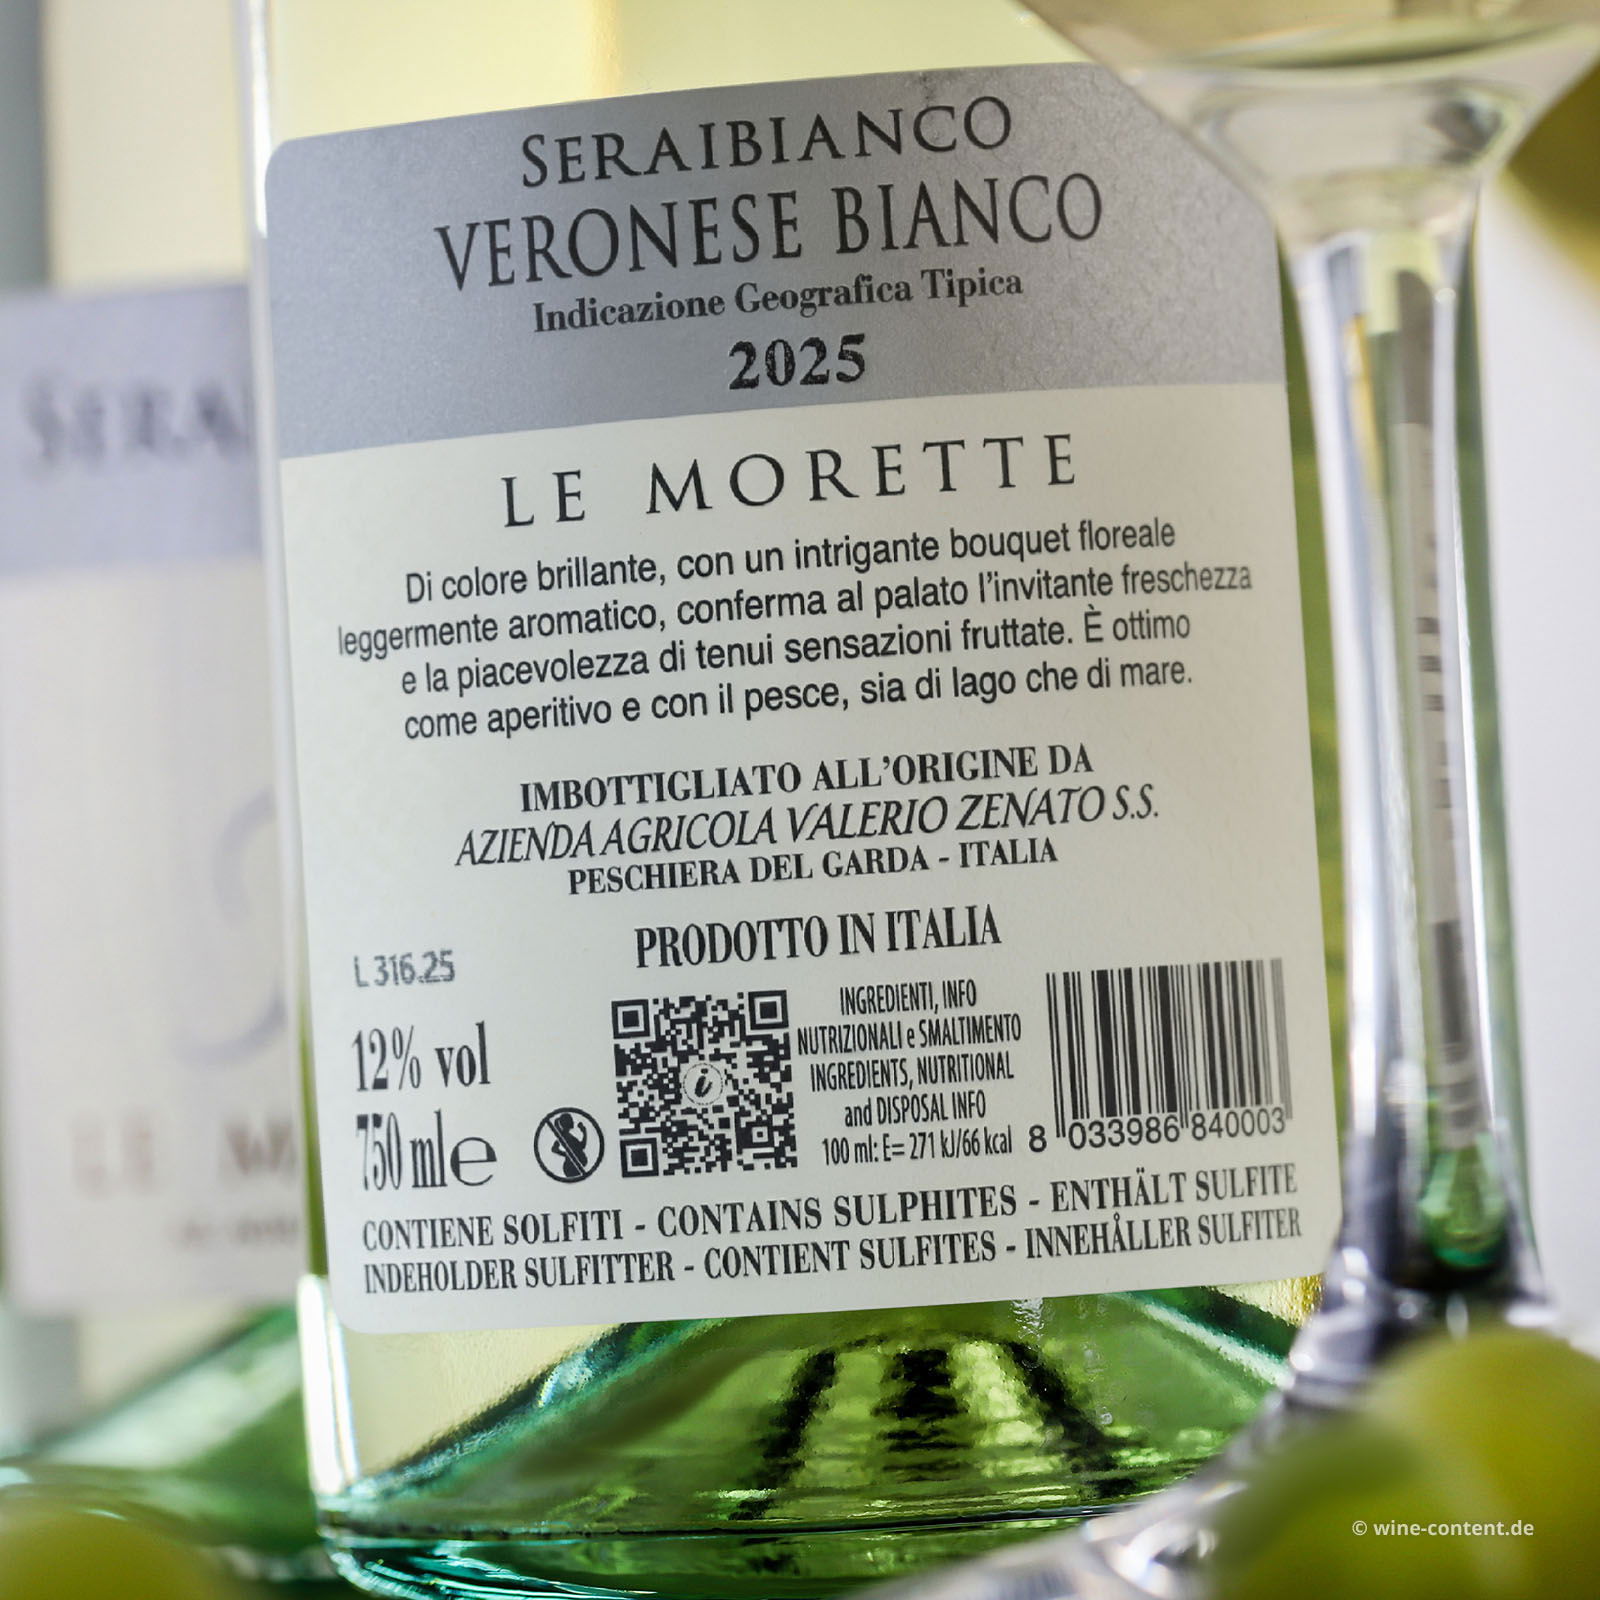 SERAIBIANCO
VERONESE BIANCO
Indicazione Geografica Tipica
2025
LE MORETTE
Di colore brillante, con un intrigante bouquet floreale
leggermente aromatico, conferma al palato l'invitante freschezza
e la piacevolezza di tenui sensazioni fruttate. È ottimo
come aperitivo e con il pesce, sia di lago che di mare.
IMBOTTIGLIATO ALL'ORIGINE DA
AZIENDA AGRICOLA VALERIO ZENATO S.S.
PESCHIERA DEL GARDA - ITALIA
PRODOTTO IN ITALIA
L 316.25
12% vol
750 ml e
i
INGREDIENTI, INFO
NUTRIZIONALI e SMALTIMENTO
INGREDIENTS, NUTRITIONAL
and DISPOSAL INFO
100 ml: E= 271 kJ/66 kcal
8 033986 840003
CONTIENE SOLFITI - CONTAINS SULPHITES - ENTHÄLT SULFITE
INDEHOLDER SULFITTER - CONTIENT SULFITES - INNEHÅLLER SULFITER
SERAI
LE M
© wine-content.de